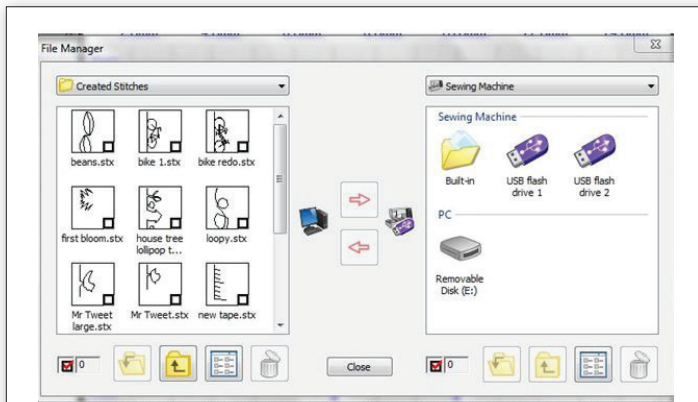 File Manager
Created Stitches
beans.stx
bike 1.stx
bike redo.stx
first bloom.stx
house tree lollipop t...
loopy.stx
Mr Tweet large.stx
Mr Tweet.stx
new tape.stx
0
Close
Sewing Machine
Sewing Machine
Built-in
USB flash drive 1
USB flash drive 2
PC
Removable Disk (E:)
0